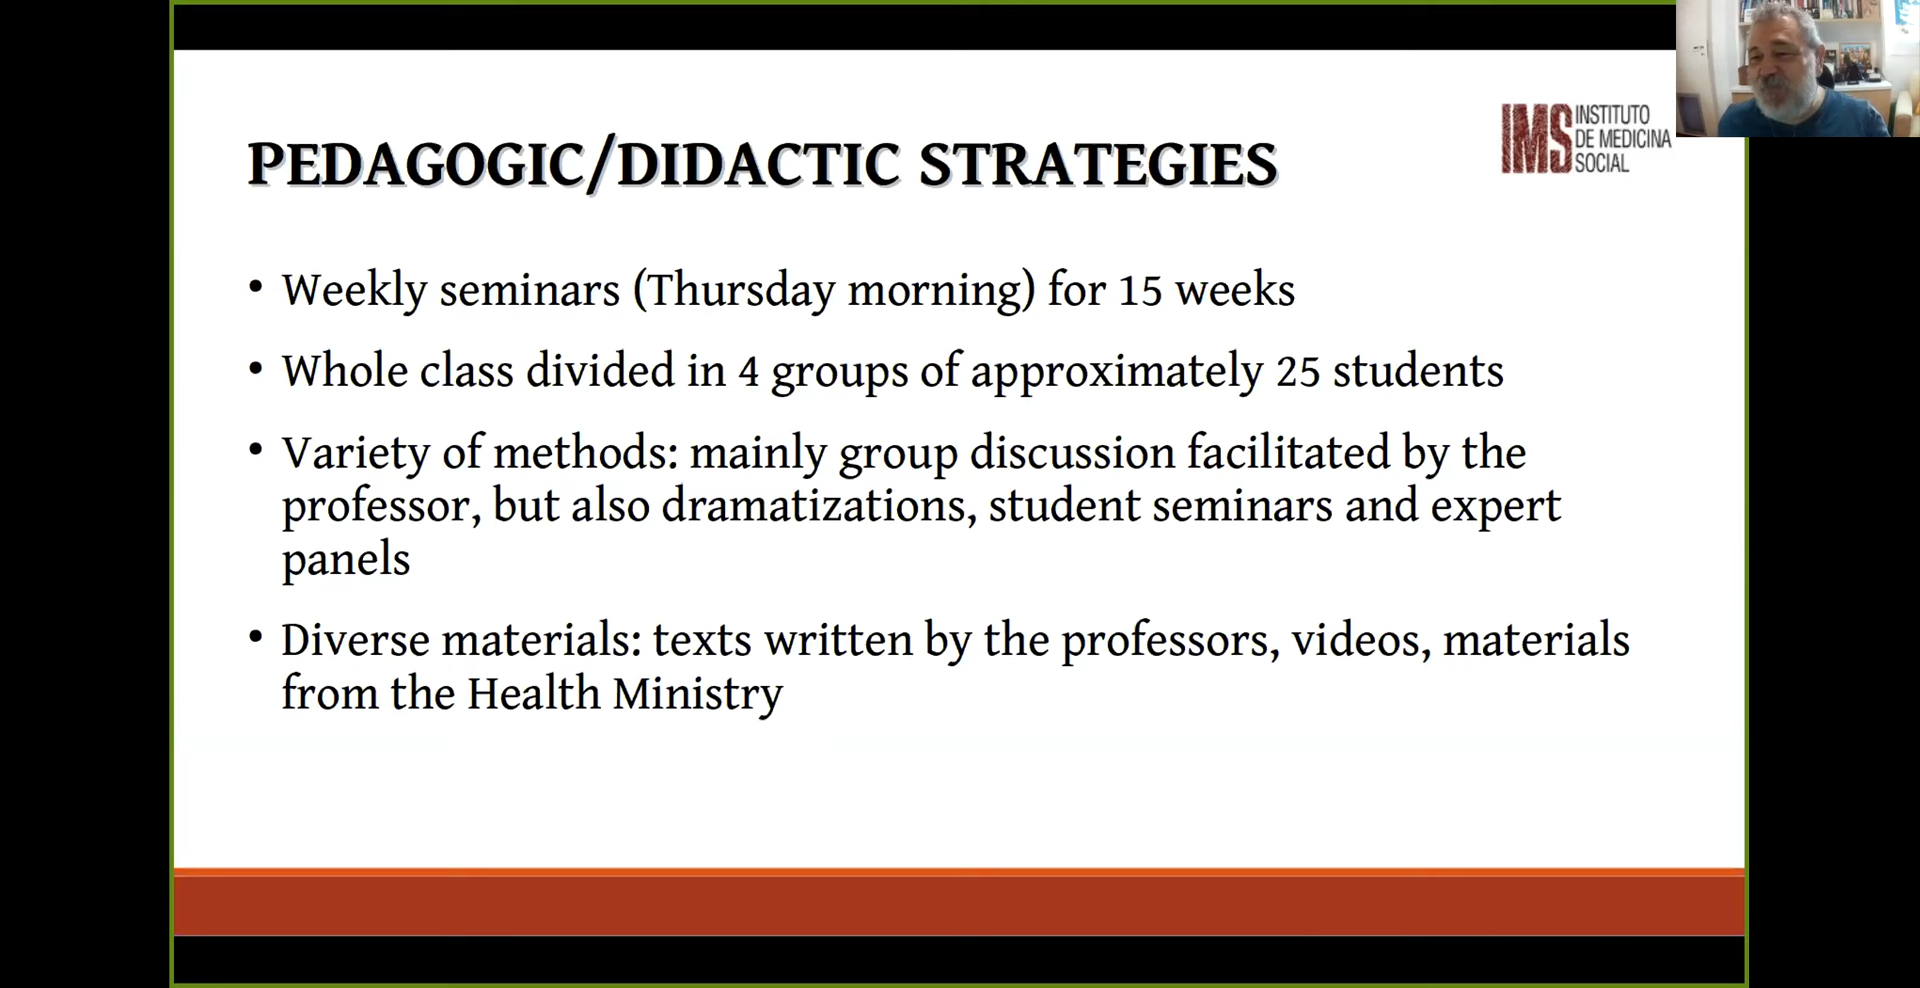 PEDAGOGIC/DIDACTIC STRATEGIES
IMS INSTITUTO
DE MEDICINA
SOCIAL
• Weekly seminars (Thursday morning) for 15 weeks
• Whole class divided in 4 groups of approximately 25 students
• Variety of methods: mainly group discussion facilitated by the
professor, but also dramatizations, student seminars and expert
panels
• Diverse materials: texts written by the professors, videos, materials
from the Health Ministry